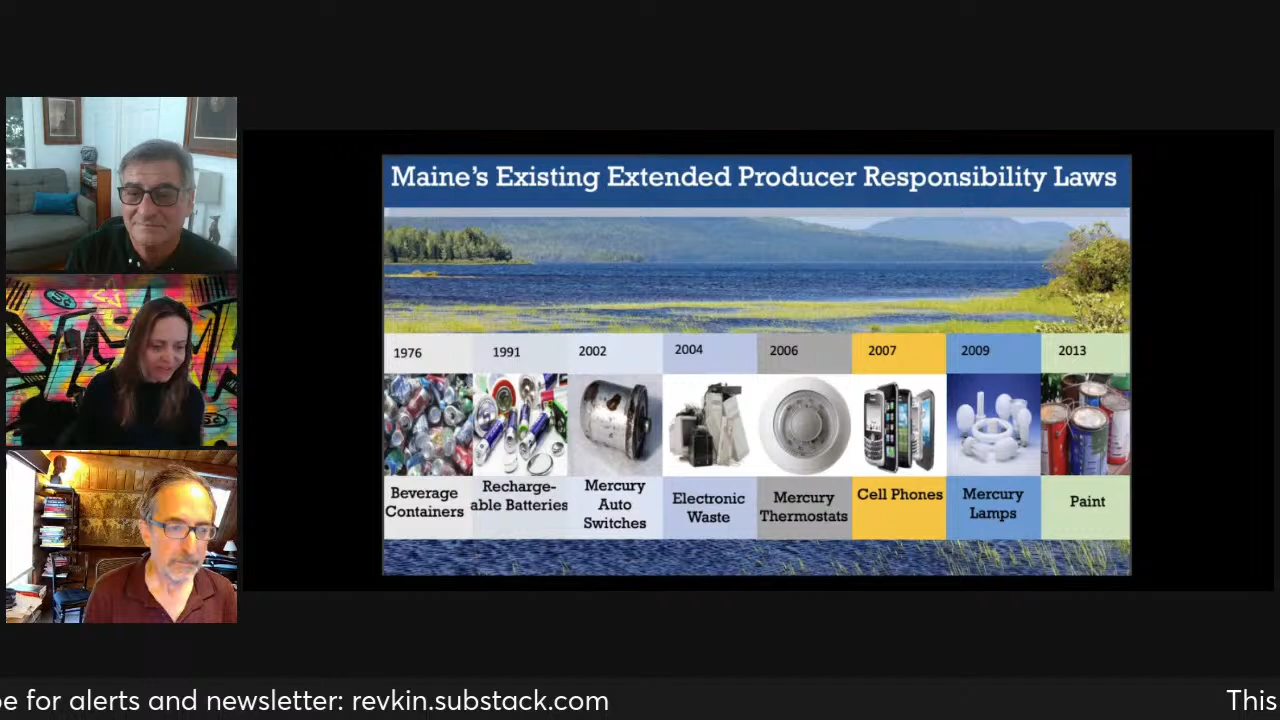 Maine's Existing Extended Producer Responsibility Laws
1976
1991
2002
2004
2006
2007
2009
2013
Beverage
Containers
Recharge-
able Batteries
Mercury
Auto
Switches
Electronic
Waste
Mercury
Thermostats
Cell Phones
Mercury
Lamps
Paint
e for alerts and newsletter: revkin.substack.com
This